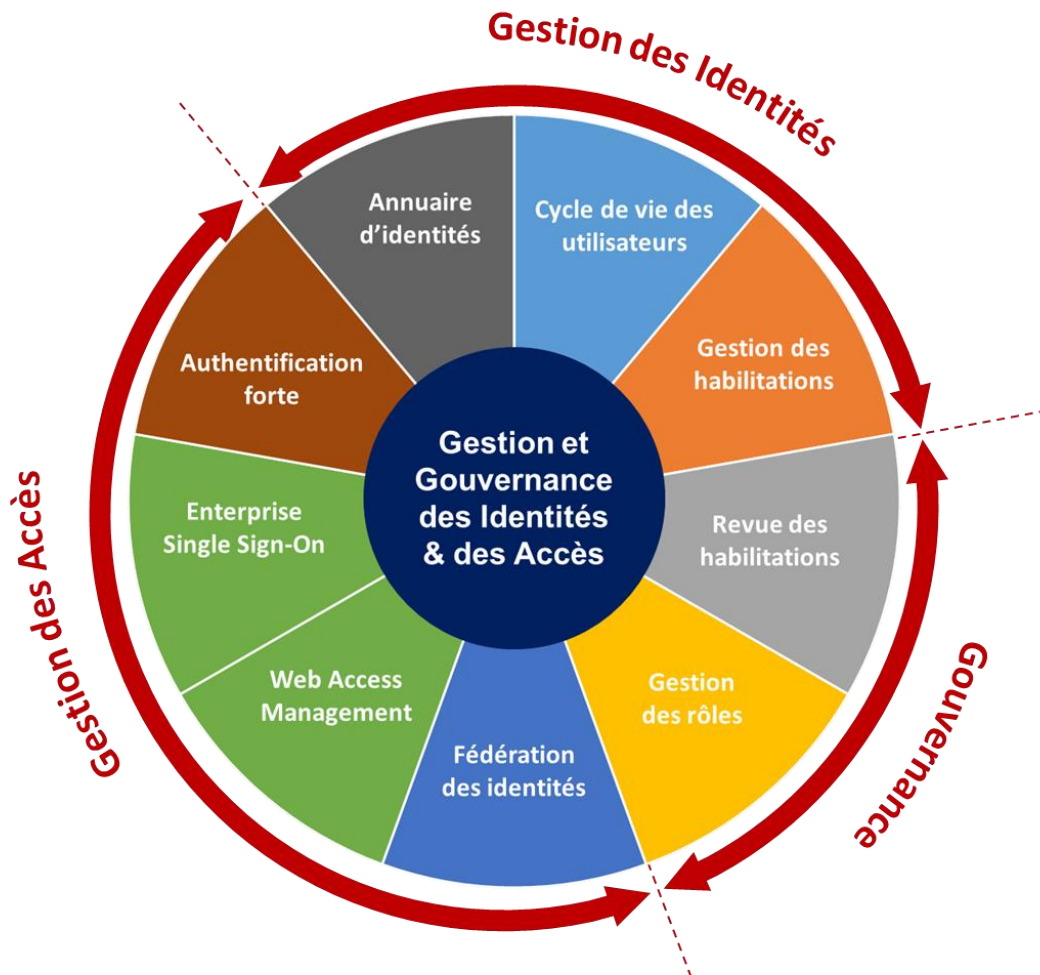 Gestion des Identités
Annuaire
d’identités
Cycle de vie des
utilisateurs
Gestion des
habilitations
Authentification
forte
Gestion et
Gouvernance
des Identités
& des Accès
Enterprise
Single Sign-On
Revue des
habilitations
Gestion des Accès
Web Access
Management
Gestion
des rôles
Gouvernance
Fédération
des identités